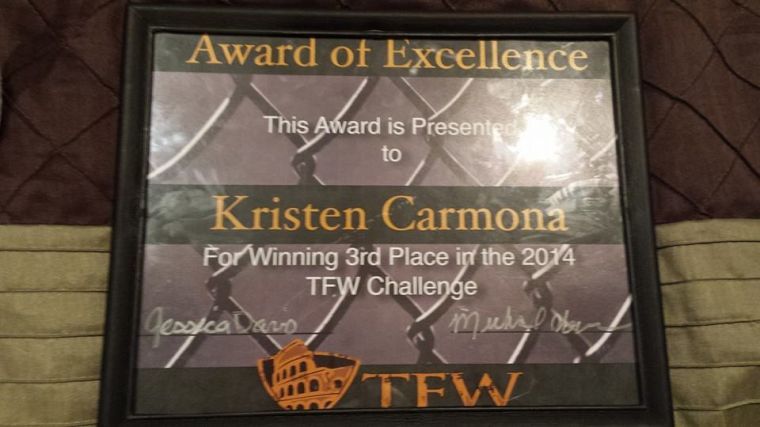 Award of Excellence
This Award is Presented
to
Kristen Carmona
For Winning 3rd Place in the 2014
TFW Challenge
Jessica
TFW